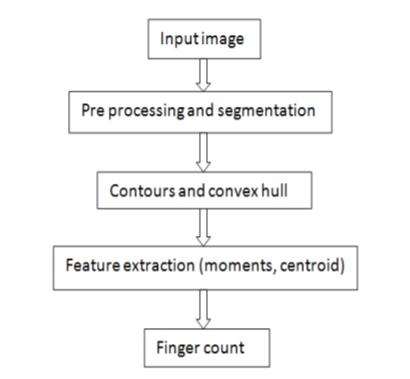 Input image
Pre processing and segmentation
Contours and convex hull
Feature extraction (moments, centroid)
Finger count